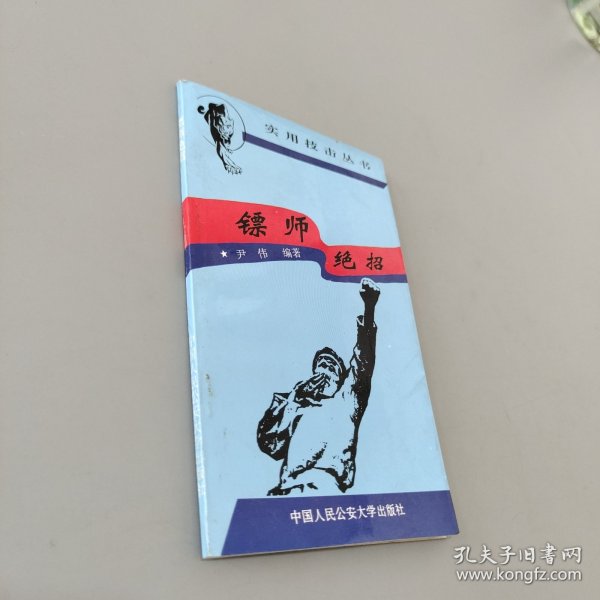 实用技击丛书
镖师
绝招
★尹伟 编著
中国人民公安大学出版社
孔夫子旧书网
www.kongfz.com